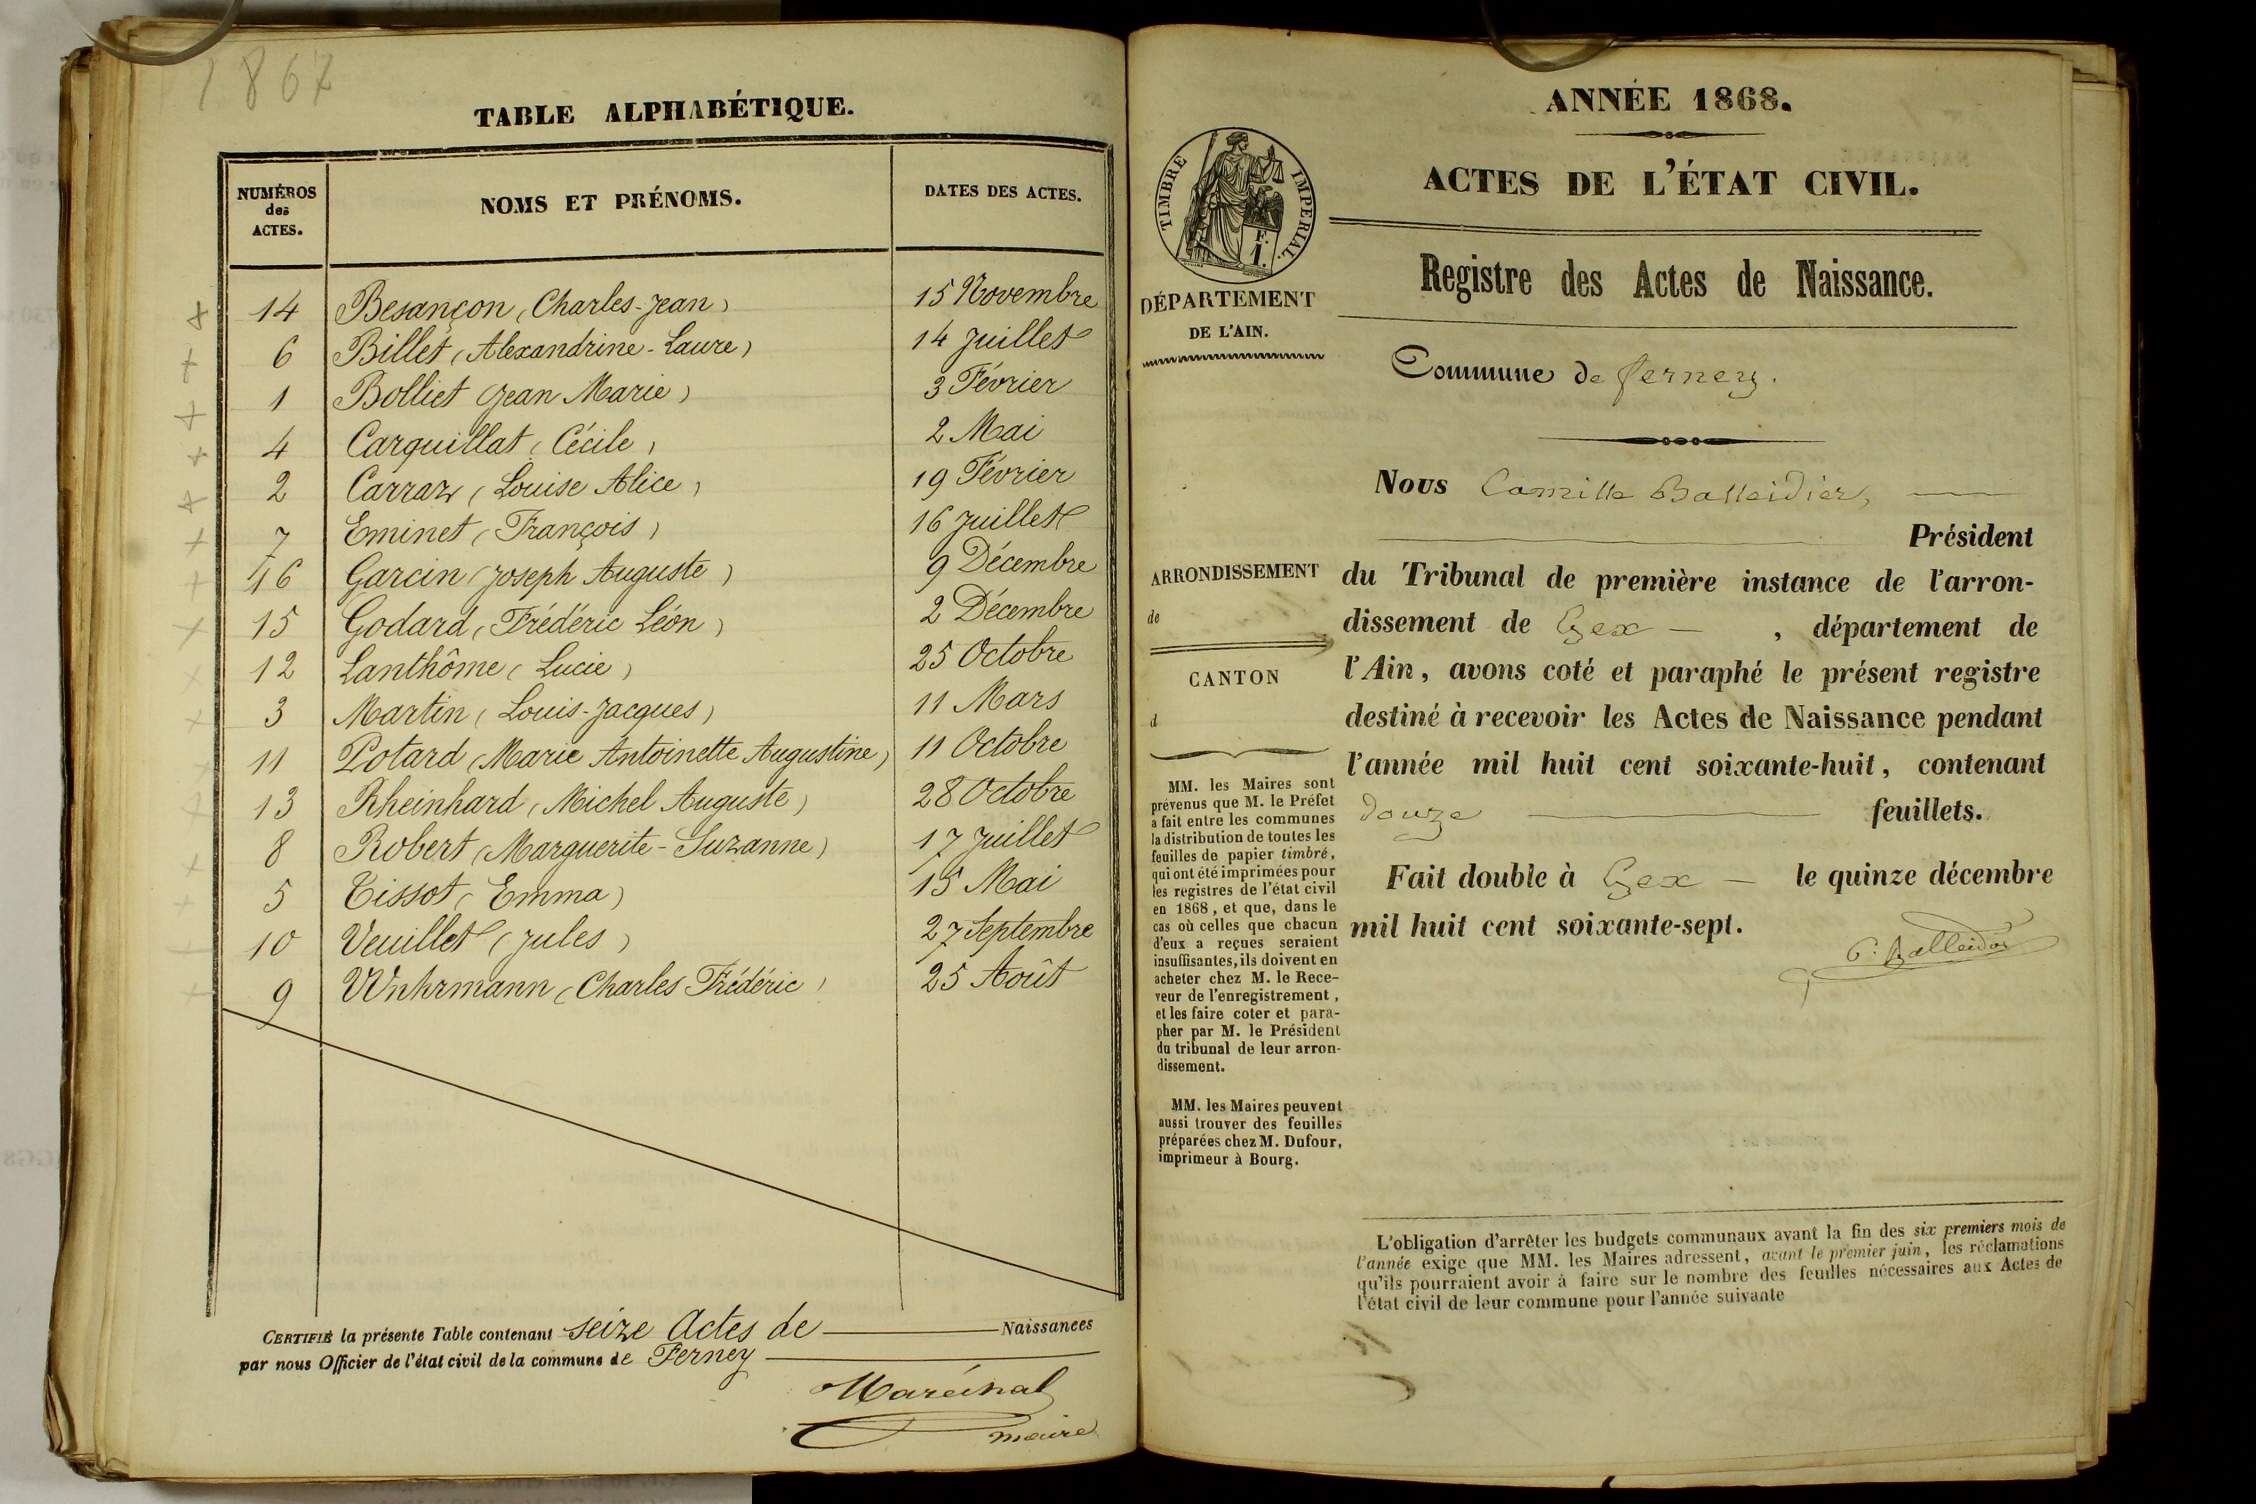 1867
TABLE ALPHABÉTIQUE.
NUMÉROS des ACTES. NOMS ET PRÉNOMS. DATES DES ACTES.
14 Besançon (Charles-Jean) 15 Novembre
6 Billet (Alexandrine-Laure) 14 Juillet
1 Bolliet (Jean Marie) 3 Février
4 Carquillat (Cécile) 2 Mai
2 Carraz (Louise Alice) 19 Février
7 Eminet (François) 16 Juillet
16 Garcin (Joseph Auguste) 9 Décembre
15 Godard (Frédéric Léon) 2 Décembre
12 Lanthôme (Lucie) 25 Octobre
3 Martin (Louis-Jacques) 11 Mars
11 Potard (Marie Antoinette Augustine) 11 Octobre
13 Rheinhard (Michel Auguste) 28 Octobre
8 Robert (Marguerite-Suzanne) 17 Juillet
5 Tissot (Emma) 15 Mai
10 Veuillet (Jules) 27 Septembre
9 (Charles Frédéric) 25 Août
CERTIFIÉ la présente Table contenant seize Actes de Naissances
par nous Officier de l'état civil de la commune de Ferney
Maréchal
maire
ANNÉE 1868.
ACTES DE L'ÉTAT CIVIL.
TIMBRE IMPERIAL.
F.
1.
DÉPARTEMENT
DE L'AIN.
Registre des Actes de Naissance.
Commune de Ferney.
Nous Camille Balleidier,
Président
ARRONDISSEMENT
de
CANTON
d
du Tribunal de première instance de l'arron-
dissement de Gex , département de
l'Ain, avons coté et paraphé le présent registre
destiné à recevoir les Actes de Naissance pendant
l'année mil huit cent soixante-huit, contenant
douze feuillets.
Fait double à Gex le quinze décembre
mil huit cent soixante-sept.
C. Balleidier
MM. les Maires sont
prévenus que M. le Préfet
a fait entre les communes
la distribution de toutes les
feuilles de papier timbré,
qui ont été imprimées pour
les registres de l'état civil
en 1868, et que, dans le
cas où celles que chacun
d'eux a reçues seraient
insuffisantes, ils doivent en
acheter chez M. le Rece-
veur de l'enregistrement,
et les faire coter et para-
pher par M. le Président
du tribunal de leur arron-
dissement.
MM. les Maires peuvent
aussi trouver des feuilles
préparées chez M. Dufour,
imprimeur à Bourg.
L'obligation d'arrêter les budgets communaux avant la fin des six premiers mois de
l'année exige que MM. les Maires adressent, avant le premier juin, les réclamations
qu'ils pourraient avoir à faire sur le nombre des feuilles nécessaires aux Actes de
l'état civil de leur commune pour l'année suivante